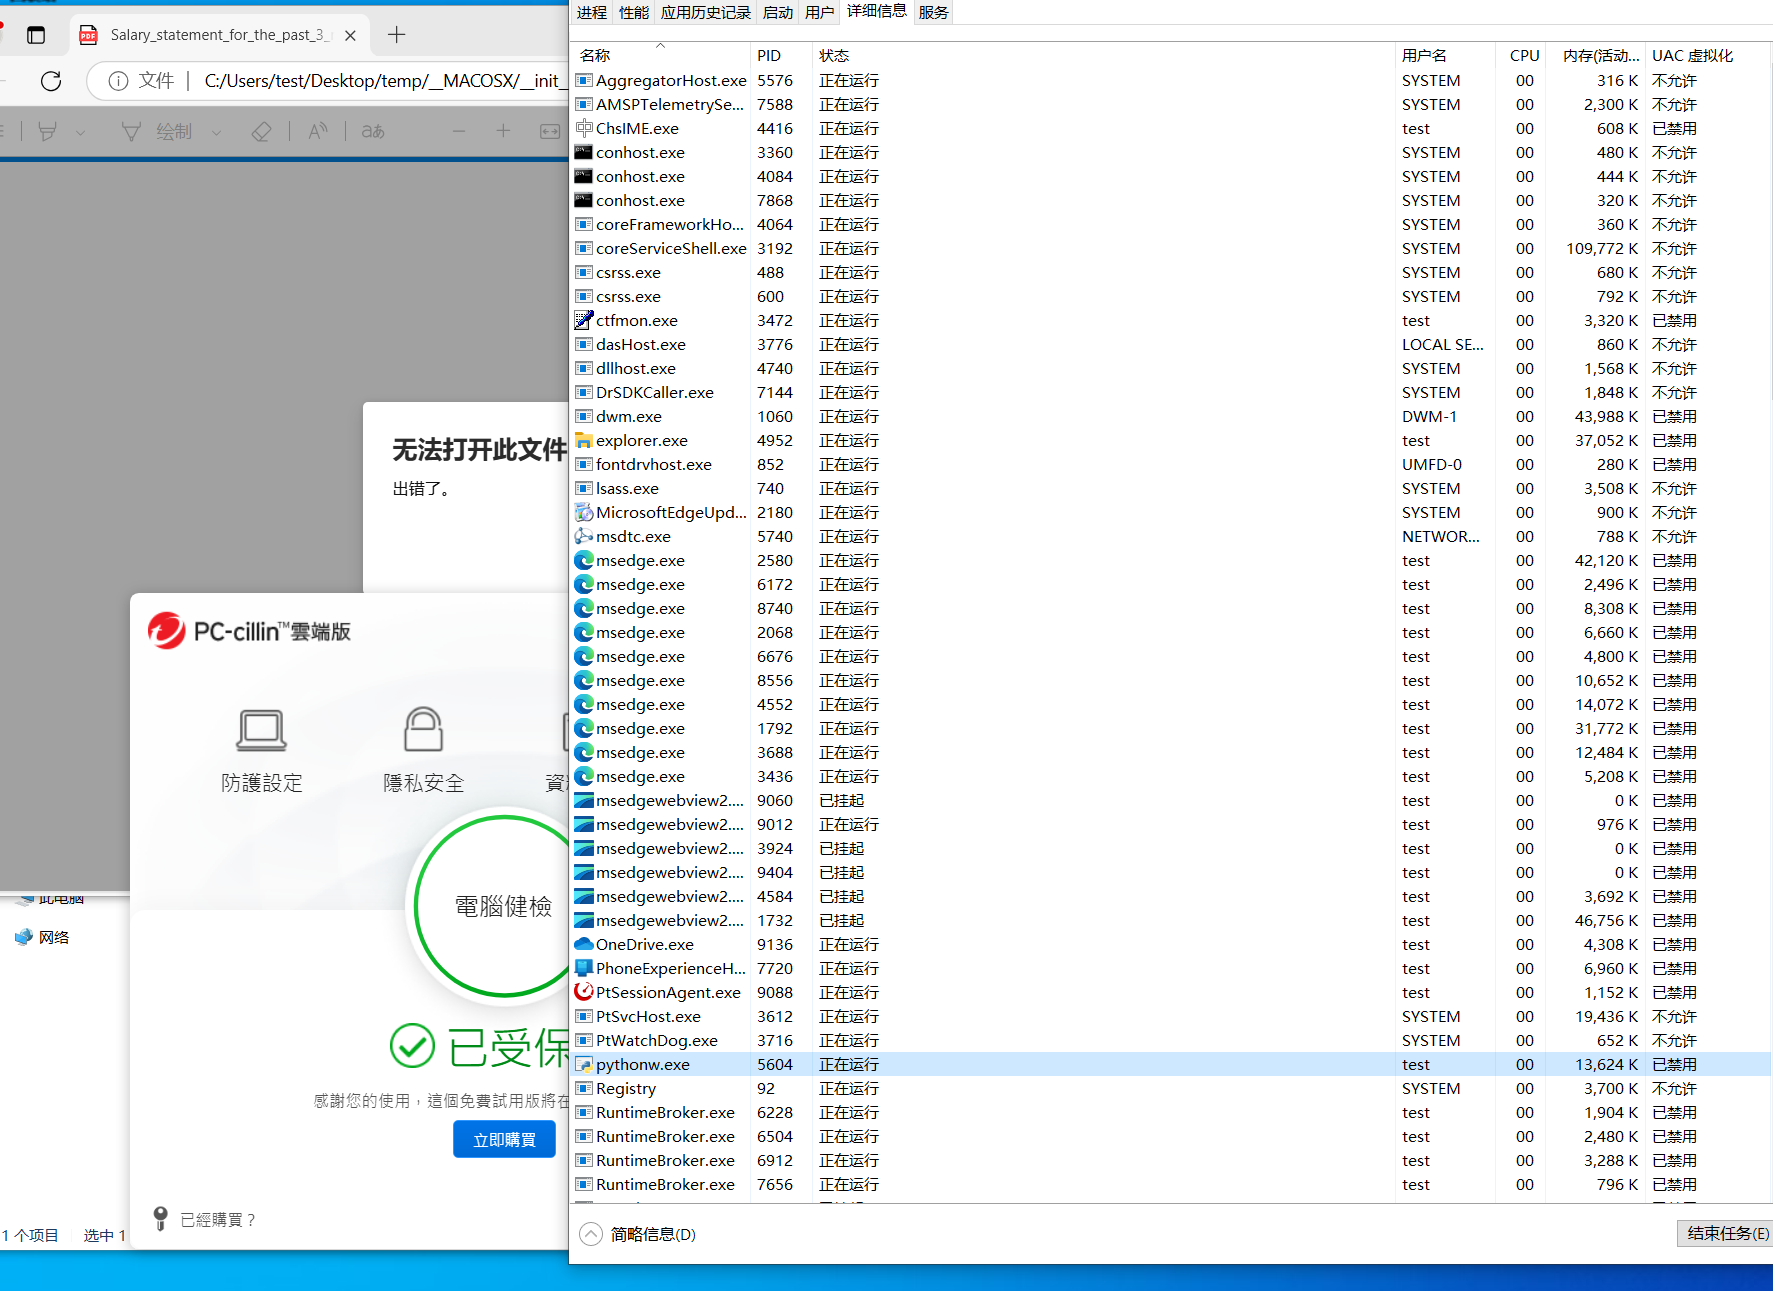 Salary_statement_for_the_past_3_
文件
C:/Users/test/Desktop/temp/__MACOSX/__init_
绘制
aあ
无法打开此文件
出错了。
PC-cillin™雲端版
防護設定
隱私安全
資
電腦健檢
已受保
感謝您的使用，這個免費試用版將在
立即購買
已經購買？
此电脑
网络
1 个项目
选中 1
进程 性能 应用历史记录 启动 用户 详细信息 服务
名称 PID 状态 用户名 CPU 内存(活动... UAC 虚拟化
AggregatorHost.exe 5576 正在运行 SYSTEM 00 316 K 不允许
AMSPTelemetrySe... 7588 正在运行 SYSTEM 00 2,300 K 不允许
ChsIME.exe 4416 正在运行 test 00 608 K 已禁用
conhost.exe 3360 正在运行 SYSTEM 00 480 K 不允许
conhost.exe 4084 正在运行 SYSTEM 00 444 K 不允许
conhost.exe 7868 正在运行 SYSTEM 00 320 K 不允许
coreFrameworkHo... 4064 正在运行 SYSTEM 00 360 K 不允许
coreServiceShell.exe 3192 正在运行 SYSTEM 00 109,772 K 不允许
csrss.exe 488 正在运行 SYSTEM 00 680 K 不允许
csrss.exe 600 正在运行 SYSTEM 00 792 K 不允许
ctfmon.exe 3472 正在运行 test 00 3,320 K 已禁用
dasHost.exe 3776 正在运行 LOCAL SE... 00 860 K 不允许
dllhost.exe 4740 正在运行 SYSTEM 00 1,568 K 不允许
DrSDKCaller.exe 7144 正在运行 SYSTEM 00 1,848 K 不允许
dwm.exe 1060 正在运行 DWM-1 00 43,988 K 已禁用
explorer.exe 4952 正在运行 test 00 37,052 K 已禁用
fontdrvhost.exe 852 正在运行 UMFD-0 00 280 K 已禁用
lsass.exe 740 正在运行 SYSTEM 00 3,508 K 不允许
MicrosoftEdgeUpd... 2180 正在运行 SYSTEM 00 900 K 不允许
msdtc.exe 5740 正在运行 NETWOR... 00 788 K 不允许
msedge.exe 2580 正在运行 test 00 42,120 K 已禁用
msedge.exe 6172 正在运行 test 00 2,496 K 已禁用
msedge.exe 8740 正在运行 test 00 8,308 K 已禁用
msedge.exe 2068 正在运行 test 00 6,660 K 已禁用
msedge.exe 6676 正在运行 test 00 4,800 K 已禁用
msedge.exe 8556 正在运行 test 00 10,652 K 已禁用
msedge.exe 4552 正在运行 test 00 14,072 K 已禁用
msedge.exe 1792 正在运行 test 00 31,772 K 已禁用
msedge.exe 3688 正在运行 test 00 12,484 K 已禁用
msedge.exe 3436 正在运行 test 00 5,208 K 已禁用
msedgewebview2.... 9060 已挂起 test 00 0 K 已禁用
msedgewebview2.... 9012 正在运行 test 00 976 K 已禁用
msedgewebview2.... 3924 已挂起 test 00 0 K 已禁用
msedgewebview2.... 9404 已挂起 test 00 0 K 已禁用
msedgewebview2.... 4584 已挂起 test 00 3,692 K 已禁用
msedgewebview2.... 1732 已挂起 test 00 46,756 K 已禁用
OneDrive.exe 9136 正在运行 test 00 4,308 K 已禁用
PhoneExperienceH... 7720 正在运行 test 00 6,960 K 已禁用
PtSessionAgent.exe 9088 正在运行 test 00 1,152 K 已禁用
PtSvcHost.exe 3612 正在运行 SYSTEM 00 19,436 K 不允许
PtWatchDog.exe 3716 正在运行 SYSTEM 00 652 K 不允许
pythonw.exe 5604 正在运行 test 00 13,624 K 已禁用
Registry 92 正在运行 SYSTEM 00 3,700 K 不允许
RuntimeBroker.exe 6228 正在运行 test 00 1,904 K 已禁用
RuntimeBroker.exe 6504 正在运行 test 00 2,480 K 已禁用
RuntimeBroker.exe 6912 正在运行 test 00 3,288 K 已禁用
RuntimeBroker.exe 7656 正在运行 test 00 796 K 已禁用
简略信息(D)
结束任务(E)